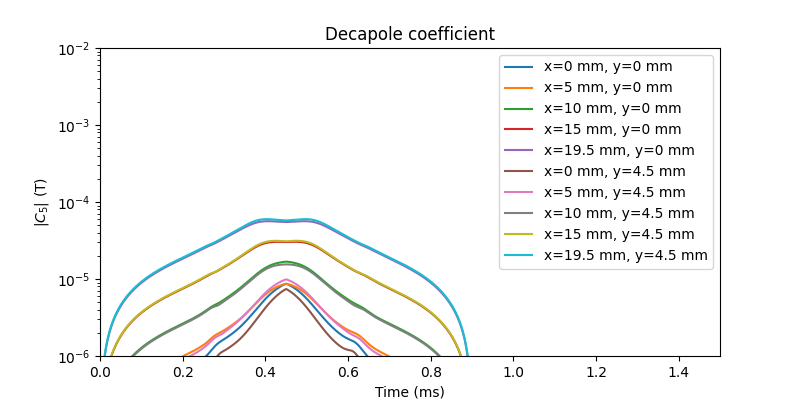 Decapole coefficient
|C₅| (T)
10⁻²
10⁻³
10⁻⁴
10⁻⁵
10⁻⁶
x=0 mm, y=0 mm
x=5 mm, y=0 mm
x=10 mm, y=0 mm
x=15 mm, y=0 mm
x=19.5 mm, y=0 mm
x=0 mm, y=4.5 mm
x=5 mm, y=4.5 mm
x=10 mm, y=4.5 mm
x=15 mm, y=4.5 mm
x=19.5 mm, y=4.5 mm
0.0 0.2 0.4 0.6 0.8 1.0 1.2 1.4
Time (ms)